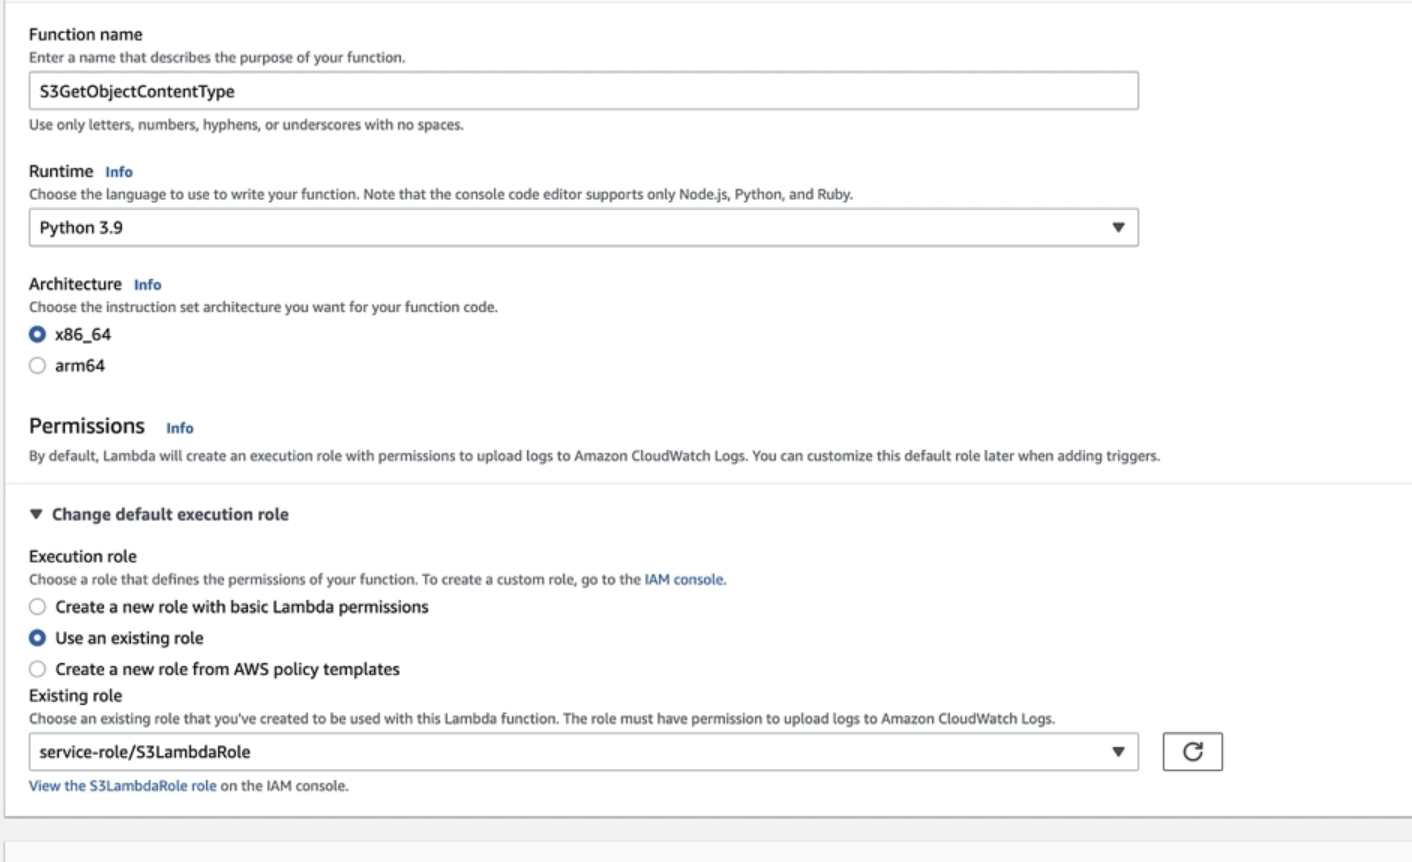 Function name
Enter a name that describes the purpose of your function.
S3GetObjectContentType
Use only letters, numbers, hyphens, or underscores with no spaces.
Runtime Info
Choose the language to use to write your function. Note that the console code editor supports only Node.js, Python, and Ruby.
Python 3.9
Architecture Info
Choose the instruction set architecture you want for your function code.
x86_64
arm64
Permissions Info
By default, Lambda will create an execution role with permissions to upload logs to Amazon CloudWatch Logs. You can customize this default role later when adding triggers.
Change default execution role
Execution role
Choose a role that defines the permissions of your function. To create a custom role, go to the IAM console.
Create a new role with basic Lambda permissions
Use an existing role
Create a new role from AWS policy templates
Existing role
Choose an existing role that you've created to be used with this Lambda function. The role must have permission to upload logs to Amazon CloudWatch Logs.
service-role/S3LambdaRole
View the S3LambdaRole role on the IAM console.